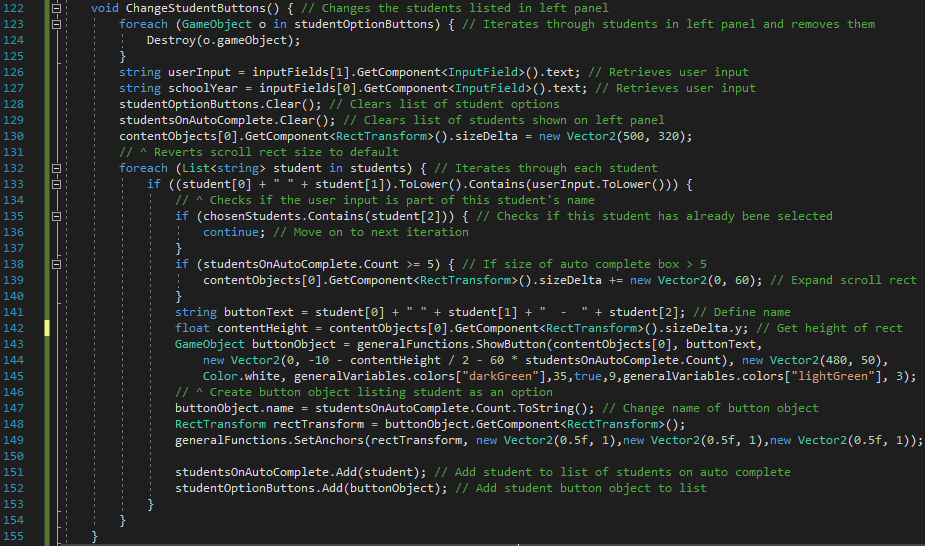 122 void ChangeStudentButtons() { // Changes the students listed in left panel
123 foreach (GameObject o in studentOptionButtons) { // Iterates through students in left panel and removes them
124 Destroy(o.gameObject);
125 }
126 string userInput = inputFields[1].GetComponent<InputField>().text; // Retrieves user input
127 string schoolYear = inputFields[0].GetComponent<InputField>().text; // Retrieves user input
128 studentOptionButtons.Clear(); // Clears list of student options
129 studentsOnAutoComplete.Clear(); // Clears list of students shown on left panel
130 contentObjects[0].GetComponent<RectTransform>().sizeDelta = new Vector2(500, 320);
131 // ^ Reverts scroll rect size to default
132 foreach (List<string> student in students) { // Iterates through each student
133 if ((student[0] + " " + student[1]).ToLower().Contains(userInput.ToLower())) {
134 // ^ Checks if the user input is part of this student's name
135 if (chosenStudents.Contains(student[2])) { // Checks if this student has already bene selected
136 continue; // Move on to next iteration
137 }
138 if (studentsOnAutoComplete.Count >= 5) { // If size of auto complete box > 5
139 contentObjects[0].GetComponent<RectTransform>().sizeDelta += new Vector2(0, 60); // Expand scroll rect
140 }
141 string buttonText = student[0] + " " + student[1] + "  -  " + student[2]; // Define name
142 float contentHeight = contentObjects[0].GetComponent<RectTransform>().sizeDelta.y; // Get height of rect
143 GameObject buttonObject = generalFunctions.ShowButton(contentObjects[0], buttonText,
144 new Vector2(0, -10 - contentHeight / 2 - 60 * studentsOnAutoComplete.Count), new Vector2(480, 50),
145 Color.white, generalVariables.colors["darkGreen"],35,true,9,generalVariables.colors["lightGreen"], 3);
146 // ^ Create button object listing student as an option
147 buttonObject.name = studentsOnAutoComplete.Count.ToString(); // Change name of button object
148 RectTransform rectTransform = buttonObject.GetComponent<RectTransform>();
149 generalFunctions.SetAnchors(rectTransform, new Vector2(0.5f, 1),new Vector2(0.5f, 1),new Vector2(0.5f, 1));
150
151 studentsOnAutoComplete.Add(student); // Add student to list of students on auto complete
152 studentOptionButtons.Add(buttonObject); // Add student button object to list
153 }
154 }
155 }